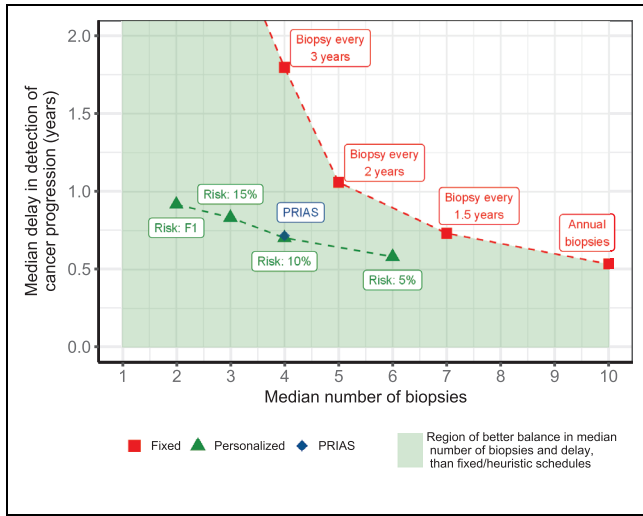 Median delay in detection of
cancer progression (years)
2.0
1.5
1.0
0.5
0.0
Biopsy every
3 years
Biopsy every
2 years
Biopsy every
1.5 years
Annual
biopsies
Risk: 15%
Risk: F1
PRIAS
Risk: 10%
Risk: 5%
1 2 3 4 5 6 7 8 9 10
Median number of biopsies
Fixed Personalized PRIAS
Region of better balance in median
number of biopsies and delay,
than fixed/heuristic schedules